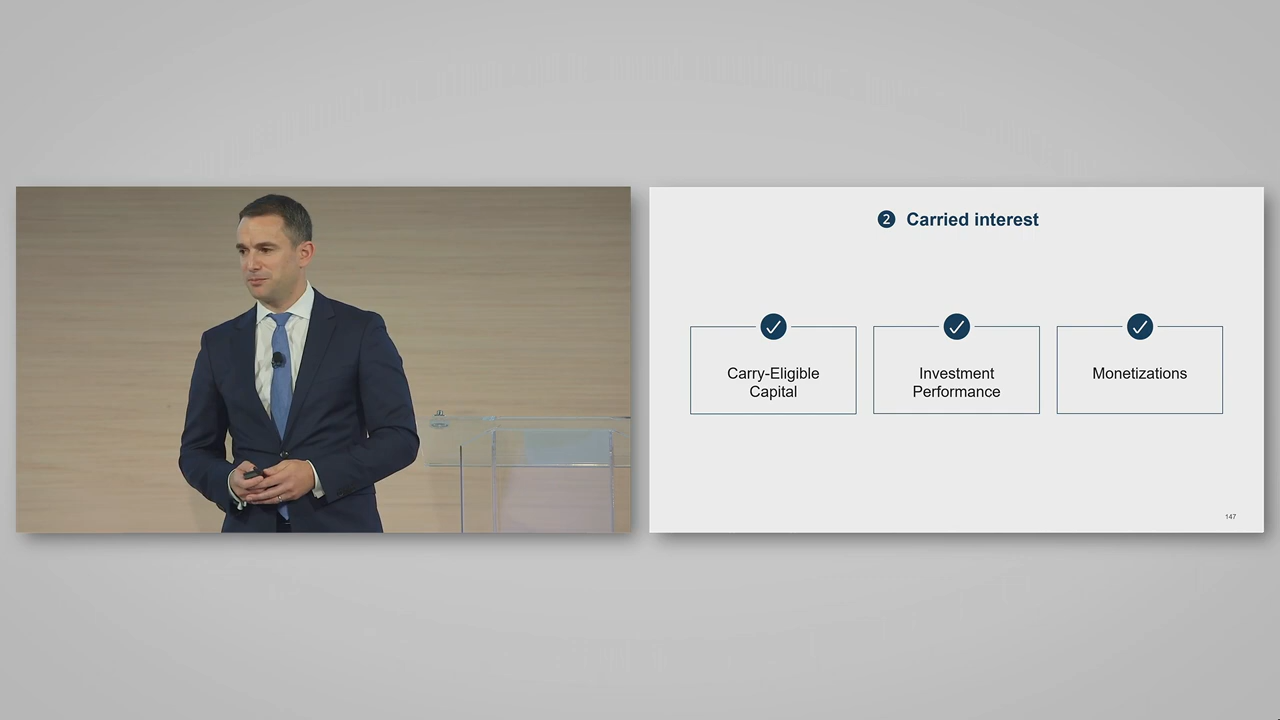 2 Carried interest
Carry-Eligible
Capital
Investment
Performance
Monetizations
147